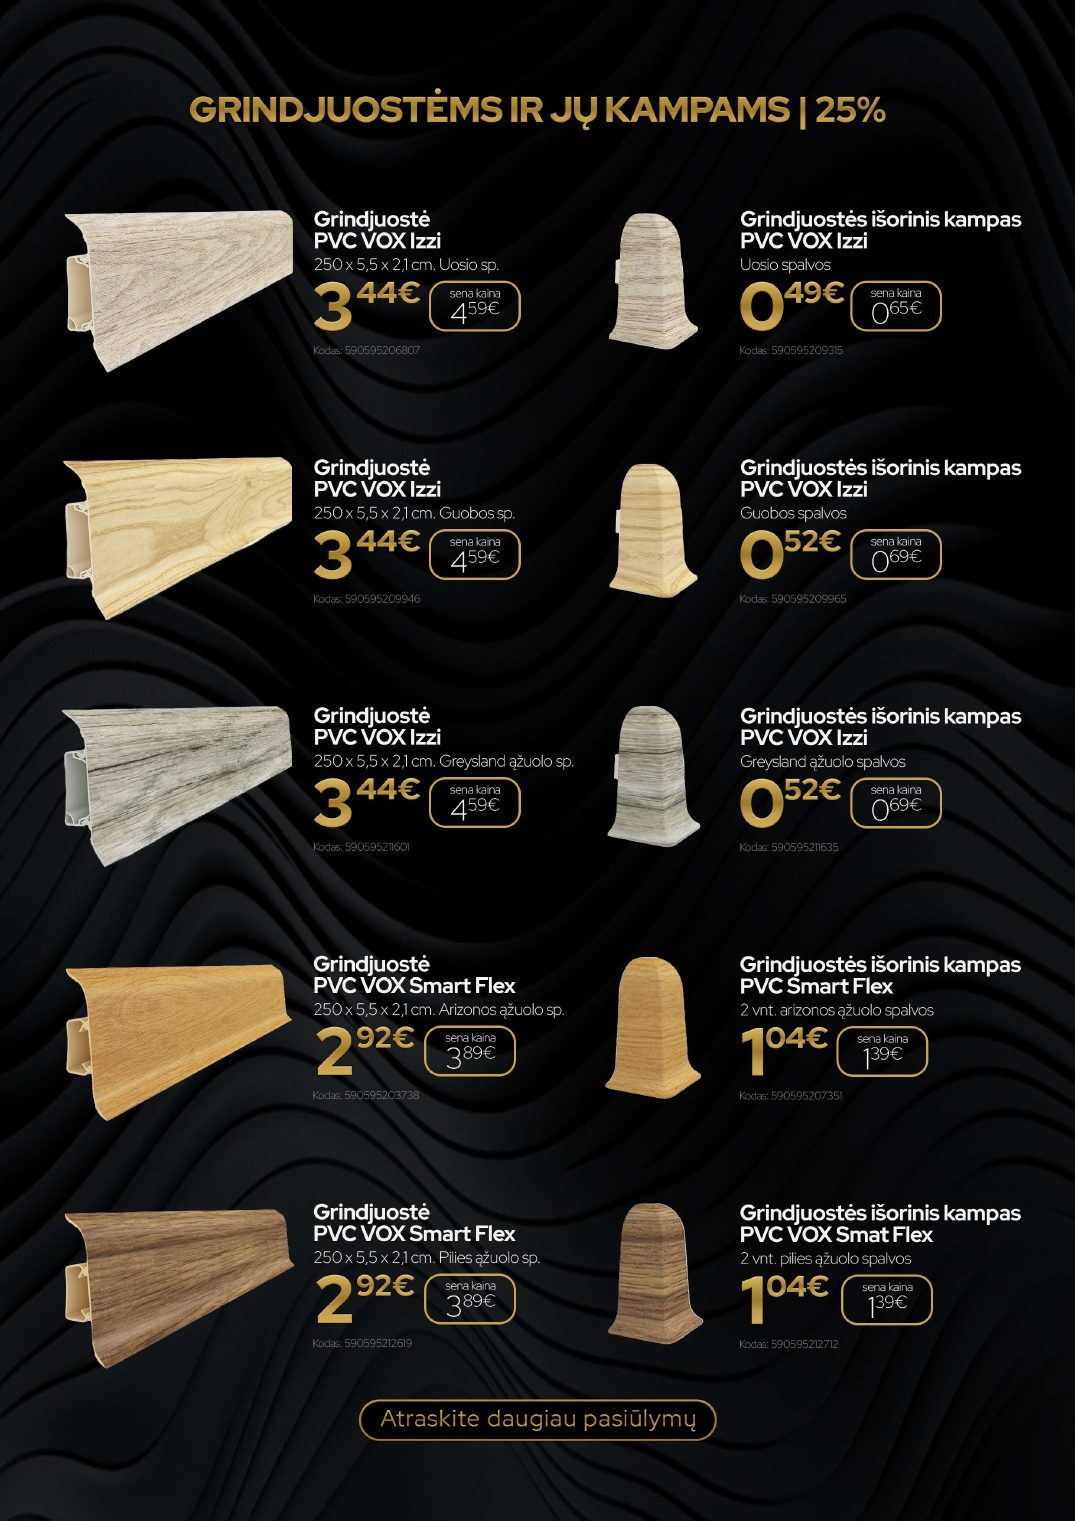 GRINDJUOSTĖMS IR JŲ KAMPAMS | 25%
Grindjuostė
PVC VOX Izzi
250 x 5,5 x 2,1 cm. Uosio sp.
3 44€
sena kaina
4 59€
Kodas: 590595206807
Grindjuostės išorinis kampas
PVC VOX Izzi
Uosio spalvos
0 49€
sena kaina
0 65€
Kodas: 590595209315
Grindjuostė
PVC VOX Izzi
250 x 5,5 x 2,1 cm. Guobos sp.
3 44€
sena kaina
4 59€
Kodas: 590595209946
Grindjuostės išorinis kampas
PVC VOX Izzi
Guobos spalvos
0 52€
sena kaina
0 69€
Kodas: 590595209965
Grindjuostė
PVC VOX Izzi
250 x 5,5 x 2,1 cm. Greysland ąžuolo sp.
3 44€
sena kaina
4 59€
Kodas: 590595211601
Grindjuostės išorinis kampas
PVC VOX Izzi
Greysland ąžuolo spalvos
0 52€
sena kaina
0 69€
Kodas: 590595211635
Grindjuostė
PVC VOX Smart Flex
250 x 5,5 x 2,1 cm. Arizonos ąžuolo sp.
2 92€
sena kaina
3 89€
Kodas: 590595203738
Grindjuostės išorinis kampas
PVC Smart Flex
2 vnt. arizonos ąžuolo spalvos
1 04€
sena kaina
1 39€
Kodas: 590595207351
Grindjuostė
PVC VOX Smart Flex
250 x 5,5 x 2,1 cm. Pilies ąžuolo sp.
2 92€
sena kaina
3 89€
Kodas: 590595212619
Grindjuostės išorinis kampas
PVC VOX Smat Flex
2 vnt. pilies ąžuolo spalvos
1 04€
sena kaina
1 39€
Kodas: 590595212712
Atraskite daugiau pasiūlymų